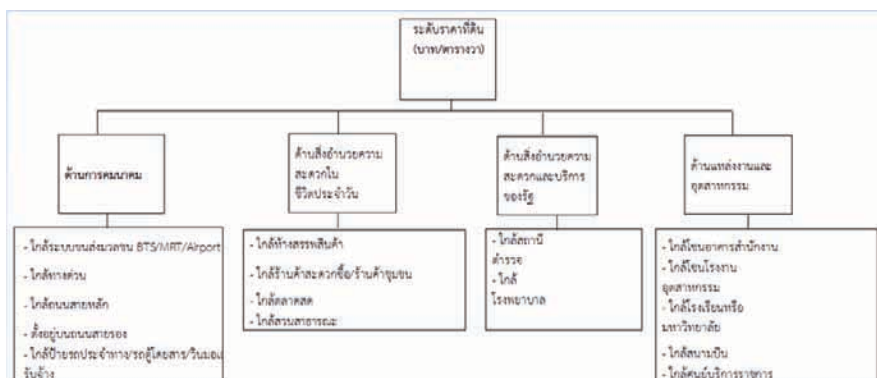 ระดับราคาที่ดิน
(บาท/ตารางวา)
ด้านการคมนาคม
ด้านสิ่งอำนวยความ
สะดวกใน
ชีวิตประจำวัน
ด้านสิ่งอำนวยความ
สะดวกและบริการ
ของรัฐ
ด้านแหล่งงานและ
อุตสาหกรรม
- ใกล้ระบบขนส่งมวลชน BTS/MRT/Airport
- ใกล้ทางด่วน
- ใกล้ถนนสายหลัก
- ตั้งอยู่บนถนนสายรอง
- ใกล้ป้ายรถประจำทาง/รถตู้โดยสาร/วินมอเ
รับจ้าง
- ใกล้ห้างสรรพสินค้า
- ใกล้ร้านค้าสะดวกซื้อ/ร้านค้าชุมชน
- ใกล้ตลาดสด
- ใกล้สวนสาธารณะ
- ใกล้สถานี
ตำรวจ
- ใกล้
โรงพยาบาล
- ใกล้โซนอาคารสำนักงาน
- ใกล้โซนโรงงาน
อุตสาหกรรม
- ใกล้โรงเรียนหรือ
มหาวิทยาลัย
- ใกล้สนามบิน
- ใกล้ศูนย์บริการราชการ